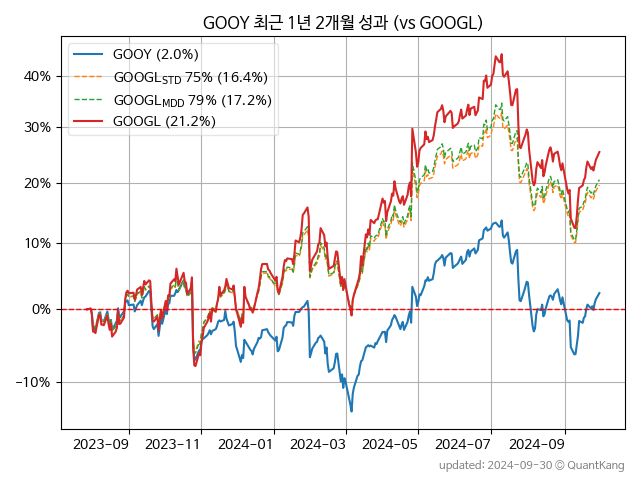 GOOY 최근 1년 2개월 성과 (vs GOOGL)
GOOY (2.0%)
GOOGL_STD 75% (16.4%)
GOOGL_MDD 79% (17.2%)
GOOGL (21.2%)
40%
30%
20%
10%
0%
−10%
2023-09 2023-11 2024-01 2024-03 2024-05 2024-07 2024-09
updated: 2024-09-30 © QuantKang